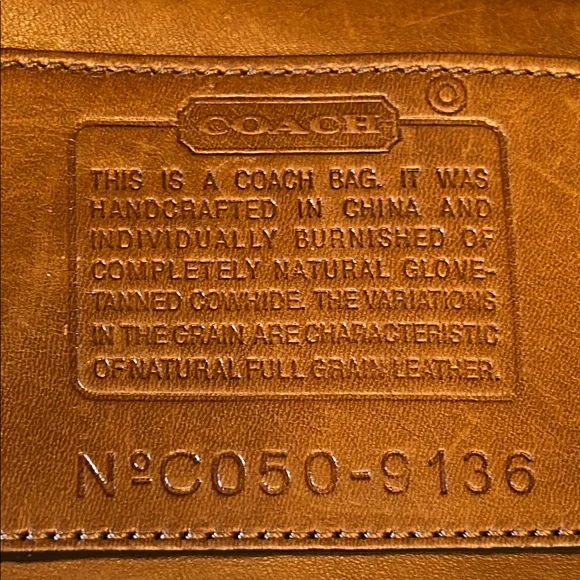 COACH
THIS IS A COACH BAG. IT WAS
HANDCRAFTED IN CHINA AND
INDIVIDUALLY BURNISHED OF
COMPLETELY NATURAL GLOVE-
TANNED COWHIDE. THE VARIATIONS
IN THE GRAIN, ARE CHARACTERISTIC
OF NATURAL FULL GRAIN LEATHER.
NºC050-9136